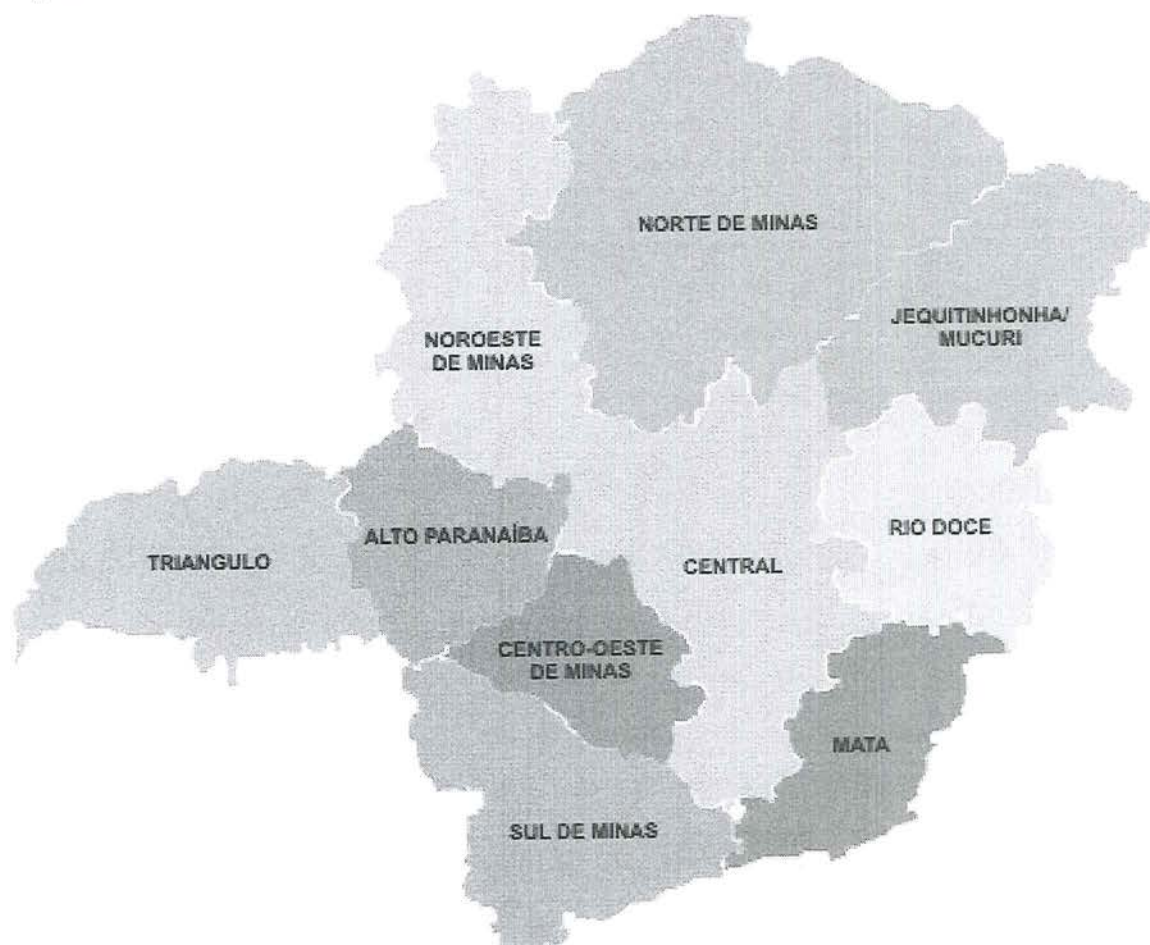 NORTE DE MINAS
JEQUITINHONHA/
MUCURI
NOROESTE
DE MINAS
ALTO PARANAÍBA
TRIANGULO
CENTRAL
RIO DOCE
CENTRO-OESTE
DE MINAS
MATA
SUL DE MINAS